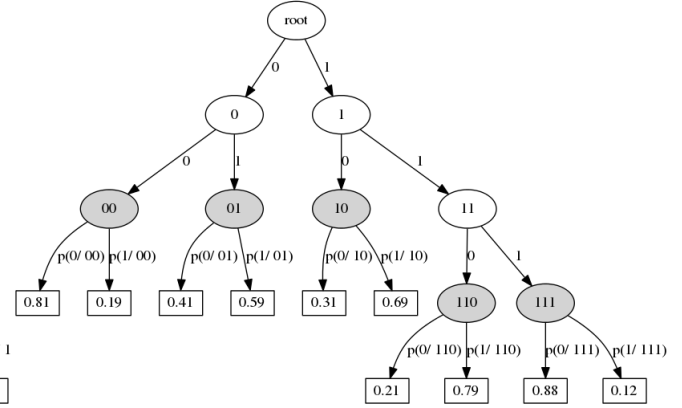 root
0 1
0 1
0 1 0 1
00 01 10 11
p(0/ 00) p(1/ 00) p(0/ 01) p(1/ 01) p(0/ 10) p(1/ 10) 0 1
0.81 0.19 0.41 0.59 0.31 0.69 110 111
1 p(0/ 110) p(1/ 110) p(0/ 111) p(1/ 111)
0.21 0.79 0.88 0.12